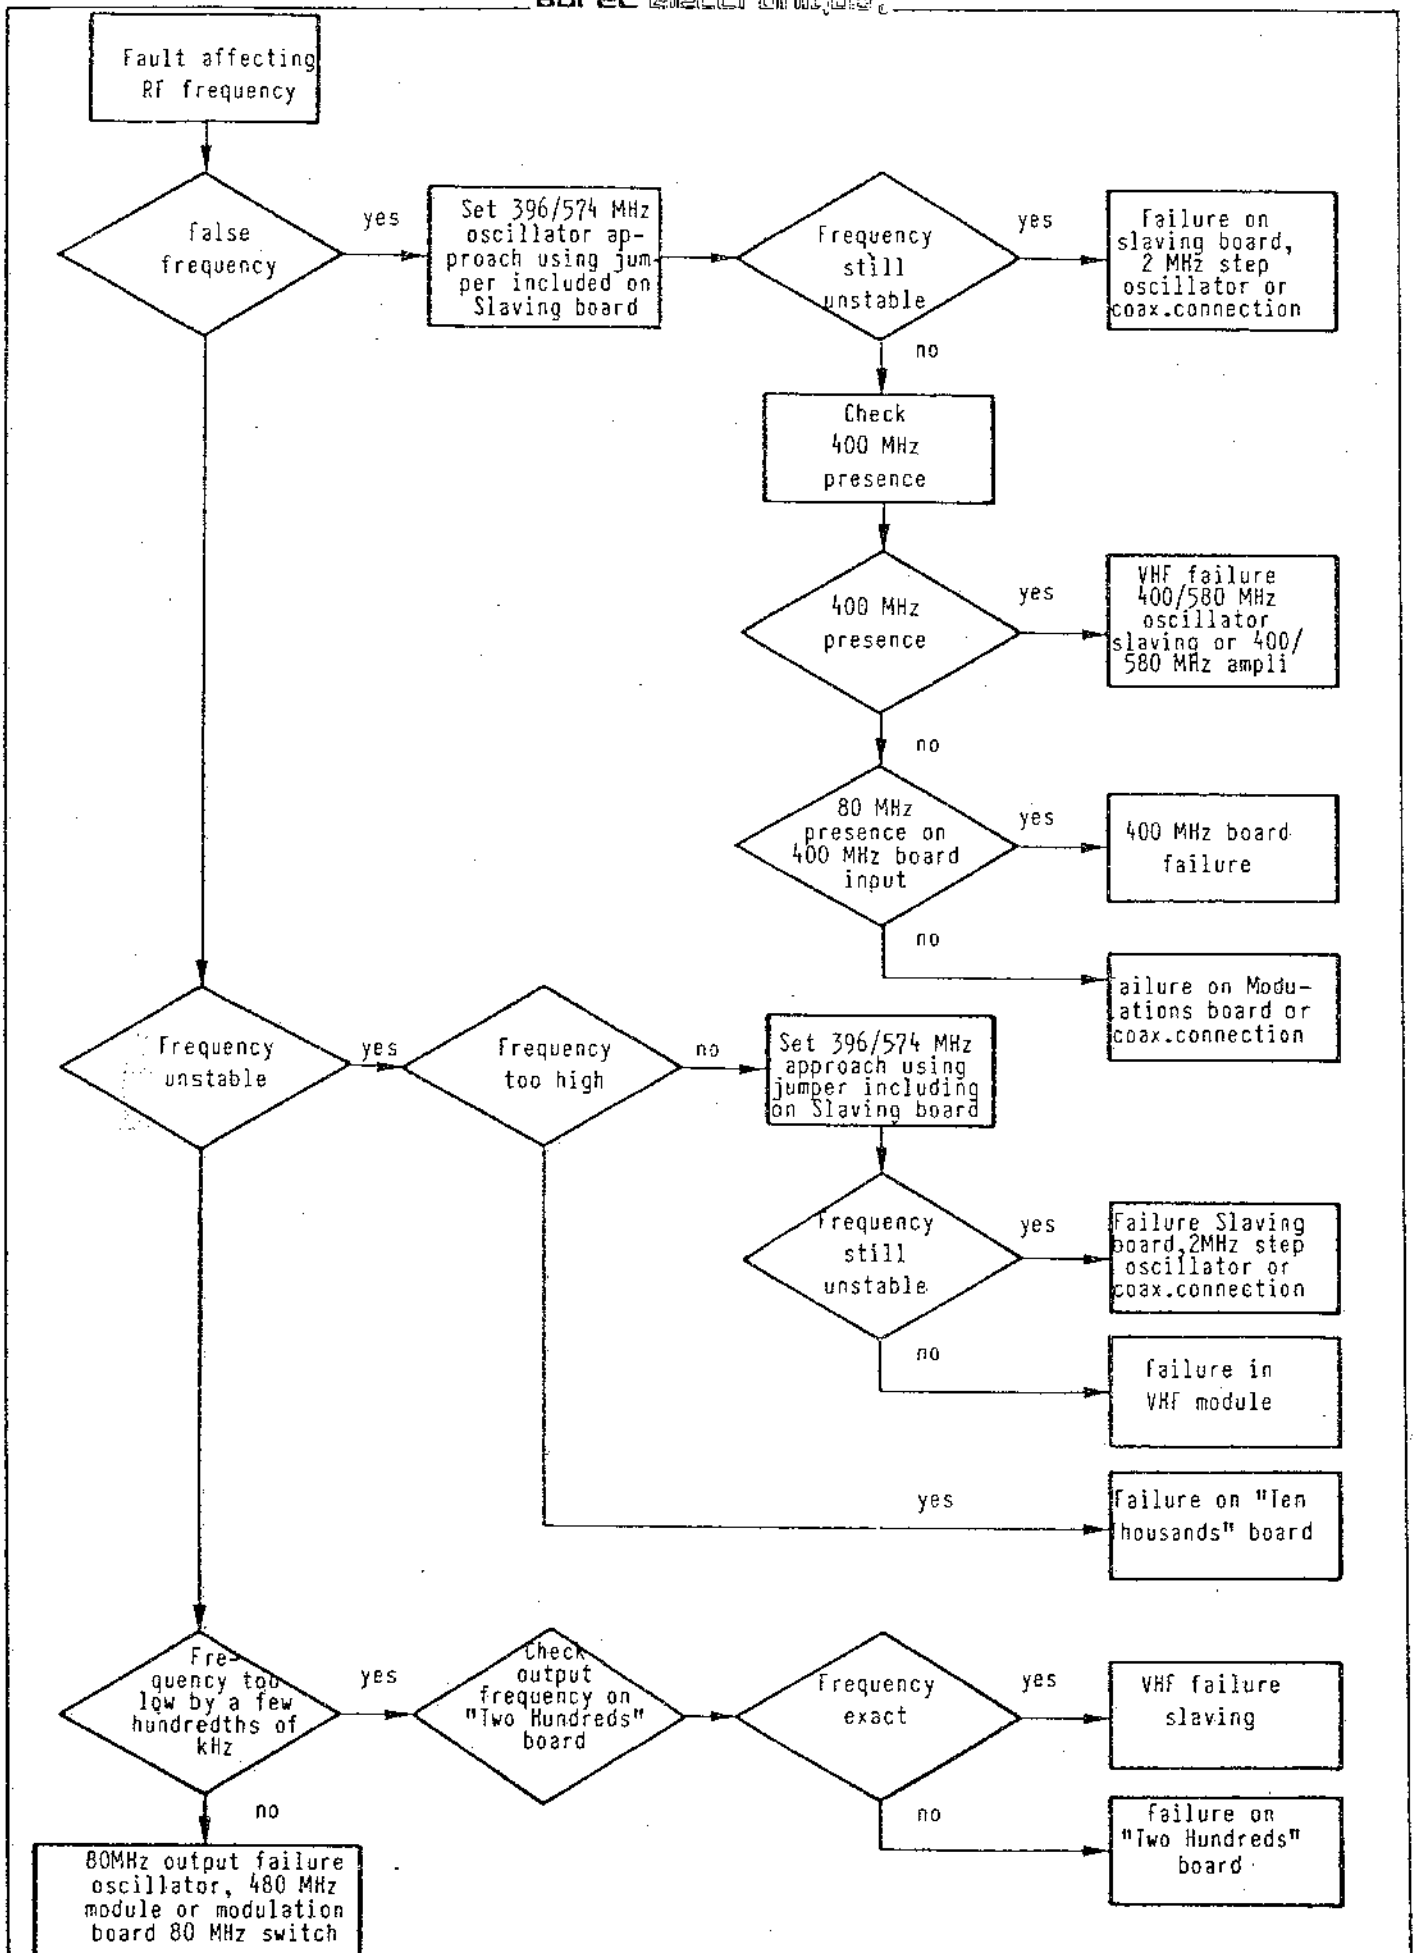 Fault affecting
RF frequency
False
frequency
yes
Set 396/574 MHz
oscillator ap-
proach using jum
per included on
Slaving board
Frequency
still
unstable
yes
Failure on
slaving board,
2 MHz step
oscillator or
coax.connection
no
Check
400 MHz
presence
400 MHz
presence
yes
VHF failure
400/580 MHz
oscillator
slaving or 400/
580 MHz ampli
no
80 MHz
presence on
400 MHz board
input
yes
400 MHz board
failure
no
ailure on Modu-
ations board or
coax.connection
Frequency
unstable
yes
Frequency
too high
no
Set 396/574 MHz
approach using
jumper including
on Slaving board
Frequency
still
unstable
yes
Failure Slaving
board,2MHz step
oscillator or
coax.connection
no
Failure in
VHF module
yes
Failure on "Ten
housands" board
Fre-
quency too
low by a few
hundredths of
kHz
yes
Check
output
frequency on
"Two Hundreds"
board
Frequency
exact
yes
VHF failure
slaving
no
Failure on
"Two Hundreds"
board
no
80MHz output failure
oscillator, 480 MHz
module or modulation
board 80 MHz switch